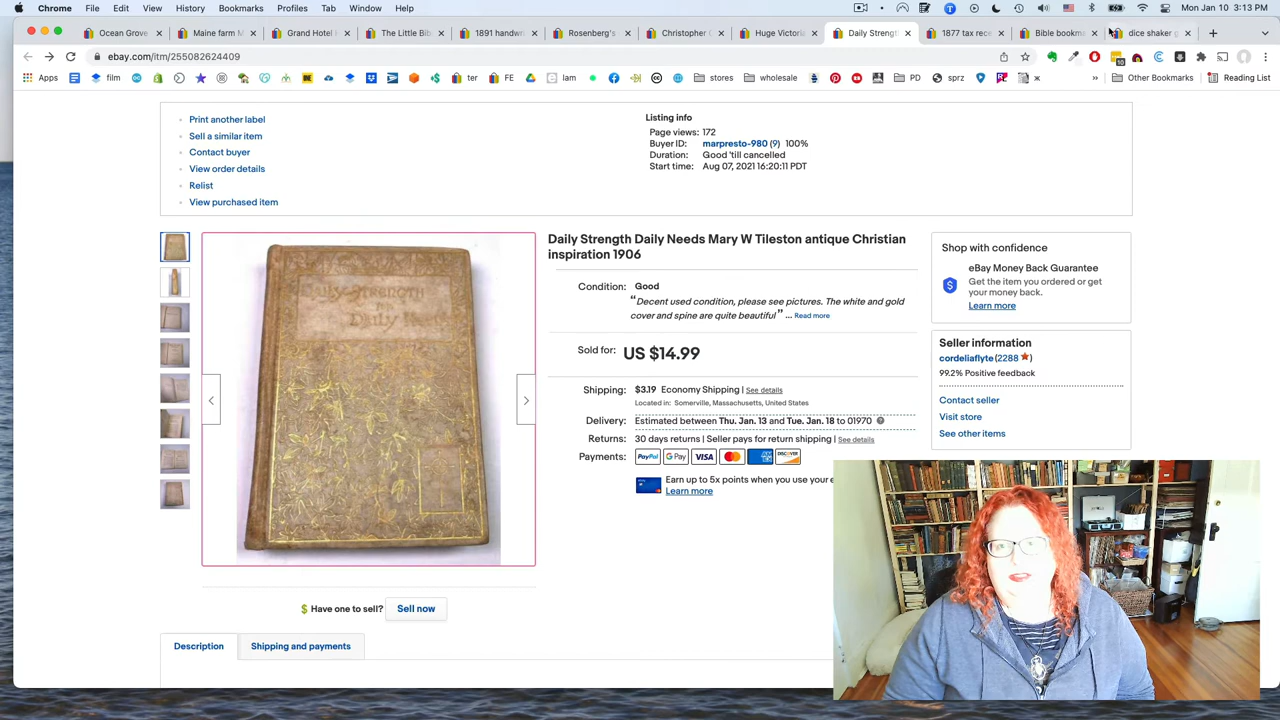 Chrome File Edit View History Bookmarks Profiles Tab Window Help Mon Jan 10 3:13 PM
Ocean Grove Maine farm M Grand Hotel The Little Bib 1891 handwn Rosenberg's Christopher Huge Victoria Daily Strengt 1877 tax rece Bible bookma dice shaker g
ebay.com/itm/255082624409
Apps film ter FE lam stores wholesale PD sprz ж Other Bookmarks Reading List
Print another label
Sell a similar item
Contact buyer
View order details
Relist
View purchased item
Listing info
Page views: 172
Buyer ID: marpresto-980 (9) 100%
Duration: Good 'till cancelled
Start time: Aug 07, 2021 16:20:11 PDT
Daily Strength Daily Needs Mary W Tileston antique Christian
inspiration 1906
Condition: Good
“Decent used condition, please see pictures. The white and gold
cover and spine are quite beautiful” ... Read more
Sold for: US $14.99
Shipping: $3.19 Economy Shipping | See details
Located in: Somerville, Massachusetts, United States
Delivery: Estimated between Thu. Jan. 13 and Tue. Jan. 18 to 01970
Returns: 30 days returns | Seller pays for return shipping | See details
Payments: PayPal G Pay VISA DISCOVER
Earn up to 5x points when you use your e
Learn more
Shop with confidence
eBay Money Back Guarantee
Get the item you ordered or get
your money back.
Learn more
Seller information
cordeliaflyte (2288)
99.2% Positive feedback
Contact seller
Visit store
See other items
$ Have one to sell? Sell now
Description Shipping and payments